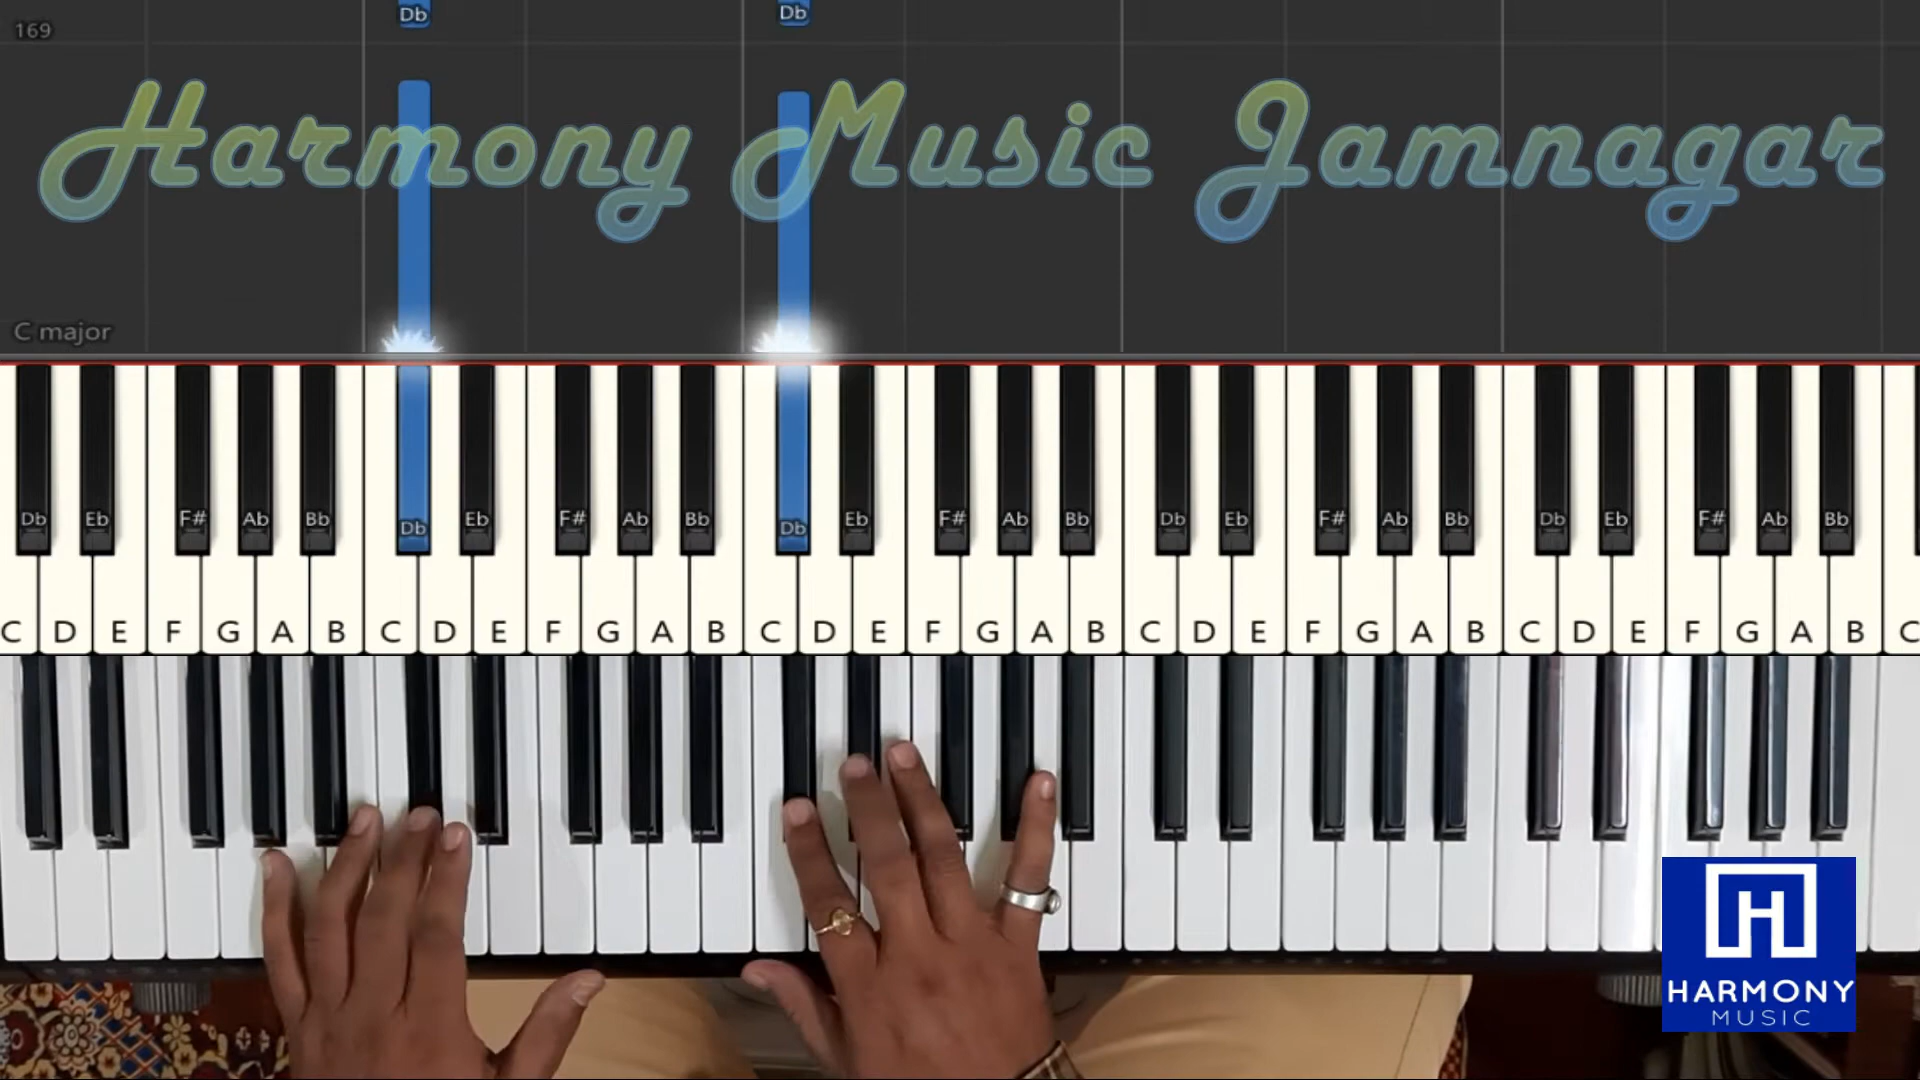 Db Db
169
Harmony Music Jamnagar
C major
Db Eb F# Ab Bb Db Eb F# Ab Bb Db Eb F# Ab Bb Db Eb F# Ab Bb Db Eb F# Ab Bb
C D E F G A B C D E F G A B C D E F G A B C D E F G A B C D E F G A B C
H
HARMONY
MUSIC